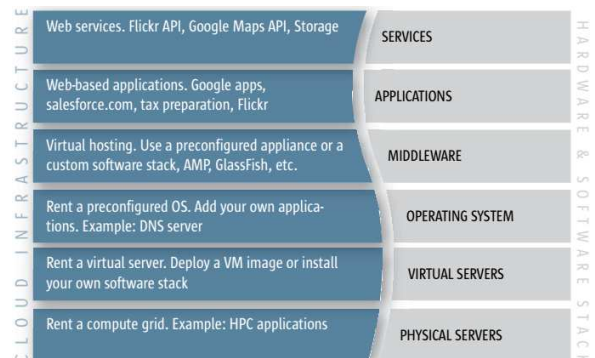 Web services. Flickr API, Google Maps API, Storage
SERVICES
Web-based applications. Google apps,
salesforce.com, tax preparation, Flickr
APPLICATIONS
Virtual hosting. Use a preconfigured appliance or a
custom software stack, AMP, GlassFish, etc.
MIDDLEWARE
Rent a preconfigured OS. Add your own applica-
tions. Example: DNS server
OPERATING SYSTEM
Rent a virtual server. Deploy a VM image or install
your own software stack
VIRTUAL SERVERS
Rent a compute grid. Example: HPC applications
PHYSICAL SERVERS
CLOUD INFRASTRUCTURE
HARDWARE & SOFTWARE STACK